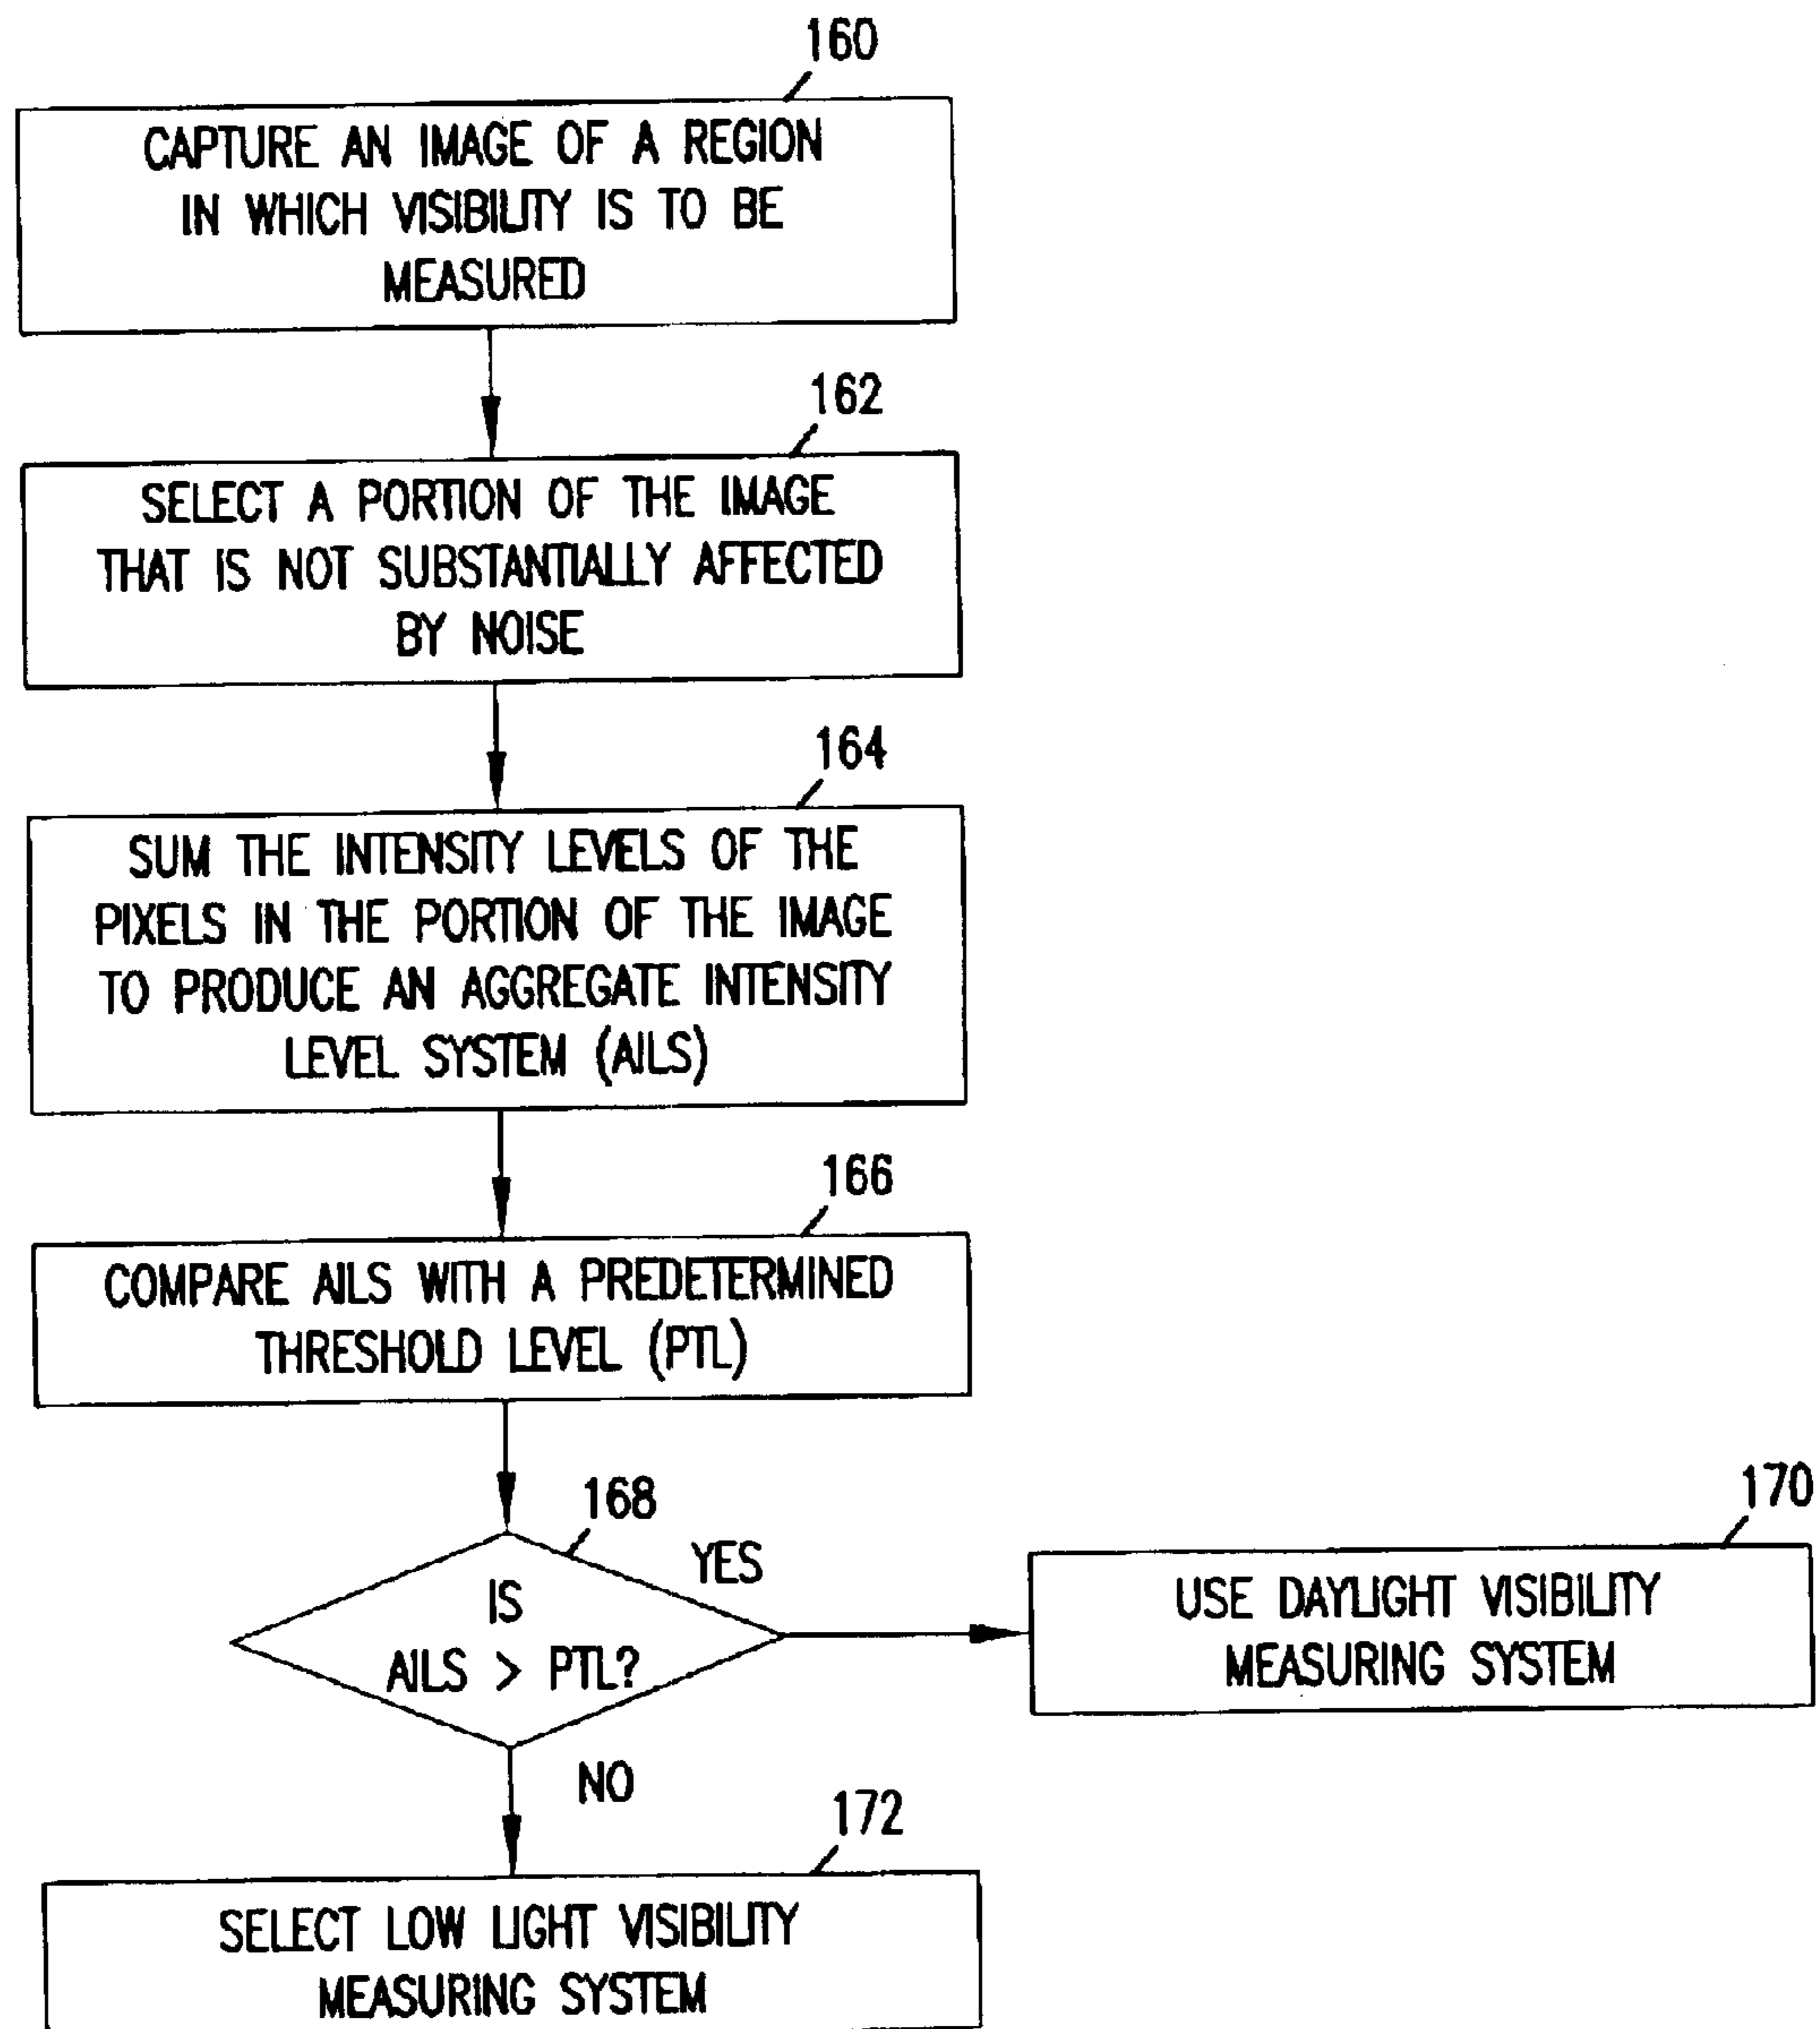 160
CAPTURE AN IMAGE OF A REGION
IN WHICH VISIBILITY IS TO BE
MEASURED
162
SELECT A PORTION OF THE IMAGE
THAT IS NOT SUBSTANTIALLY AFFECTED
BY NOISE
164
SUM THE INTENSITY LEVELS OF THE
PIXELS IN THE PORTION OF THE IMAGE
TO PRODUCE AN AGGREGATE INTENSITY
LEVEL SYSTEM (AILS)
166
COMPARE AILS WITH A PREDETERMINED
THRESHOLD LEVEL (PTL)
168
IS
AILS > PTL?
YES
170
USE DAYLIGHT VISIBILITY
MEASURING SYSTEM
NO
172
SELECT LOW LIGHT VISIBILITY
MEASURING SYSTEM